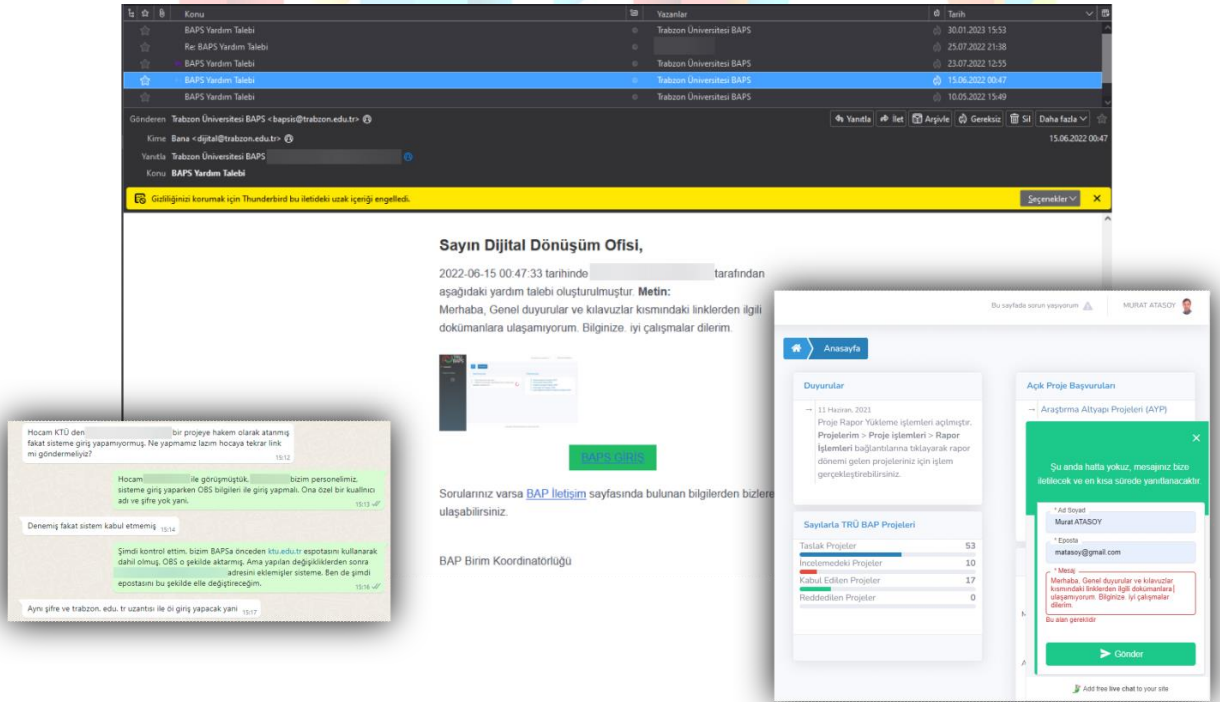 Konu Yazanlar Tarih
BAPS Yardım Talebi Trabzon Üniversitesi BAPS 30.01.2023 15:53
Re: BAPS Yardım Talebi 25.07.2022 21:38
BAPS Yardım Talebi Trabzon Üniversitesi BAPS 23.07.2022 12:55
BAPS Yardım Talebi Trabzon Üniversitesi BAPS 15.06.2022 00:47
BAPS Yardım Talebi Trabzon Üniversitesi BAPS 10.05.2022 15:49
Gönderen Trabzon Üniversitesi BAPS <bapsis@trabzon.edu.tr>
Yanıtla İlet Arşivle Gereksiz Sil Daha fazla
Kime Bana <dijital@trabzon.edu.tr> 15.06.2022 00:47
Yanıtla Trabzon Üniversitesi BAPS
Konu BAPS Yardım Talebi
Gizliliğinizi korumak için Thunderbird bu iletideki uzak içeriği engelledi. Seçenekler
Sayın Dijital Dönüşüm Ofisi,
2022-06-15 00:47:33 tarihinde tarafından
aşağıdaki yardım talebi oluşturulmuştur. Metin:
Merhaba, Genel duyurular ve kılavuzlar kısmındaki linklerden ilgili
dokümanlara ulaşamıyorum. Bilginize. iyi çalışmalar dilerim.
BAPS GİRİŞ
Sorularınız varsa BAP İletişim sayfasında bulunan bilgilerden bizlere
ulaşabilirsiniz.
BAP Birim Koordinatörlüğü
Hocam KTÜ den bir projeye hakem olarak atanmış
fakat sisteme giriş yapamıyormuş. Ne yapmamız lazım hocaya tekrar link
mi göndermeliyiz?
15:12
Hocam ile görüşmüştük. bizim personelimiz.
sisteme giriş yaparken OBS bilgileri ile giriş yapmalı. Ona özel bir kuallnıcı
adı ve şifre yok yani.
15:13
Denemiş fakat sistem kabul etmemiş 15:14
Şimdi kontrol ettim. bizim BAPSa önceden ktu.edu.tr espotasını kullanarak
dahil olmuş. OBS o şekilde aktarmış. Ama yapılan değişikliklerden sonra
adresini eklemişler sisteme. Ben de şimdi
epostasını bu şekilde elle değiştireceğim.
15:16
Aynı şifre ve trabzon. edu. tr uzantısı ile öi giriş yapacak yani 15:17
Bu sayfada sorun yaşıyorum MURAT ATASOY
Anasayfa
Duyurular
11 Haziran, 2021
Proje Rapor Yükleme işlemleri açılmıştır.
Projelerim > Proje işlemleri > Rapor
İşlemleri bağlantılarına tıklayarak rapor
dönemi gelen projeleriniz için işlem
gerçekleştirebilirsiniz.
Sayılarla TRÜ BAP Projeleri
Taslak Projeler 53
İncelemedeki Projeler 10
Kabul Edilen Projeler 17
Reddedilen Projeler 0
Açık Proje Başvuruları
Araştırma Altyapı Projeleri (AYP)
Şu anda hatta yokuz, mesajınız bize
iletilecek ve en kısa sürede yanıtlanacaktır.
* Ad Soyad
Murat ATASOY
* Eposta
matasoy@gmail.com
* Mesaj
Merhaba, Genel duyurular ve kılavuzlar
kısmındaki linklerden ilgili dokümanlara
ulaşamıyorum. Bilginize. iyi çalışmalar
dilerim.
Bu alan gereklidir
Gönder
Add free live chat to your site